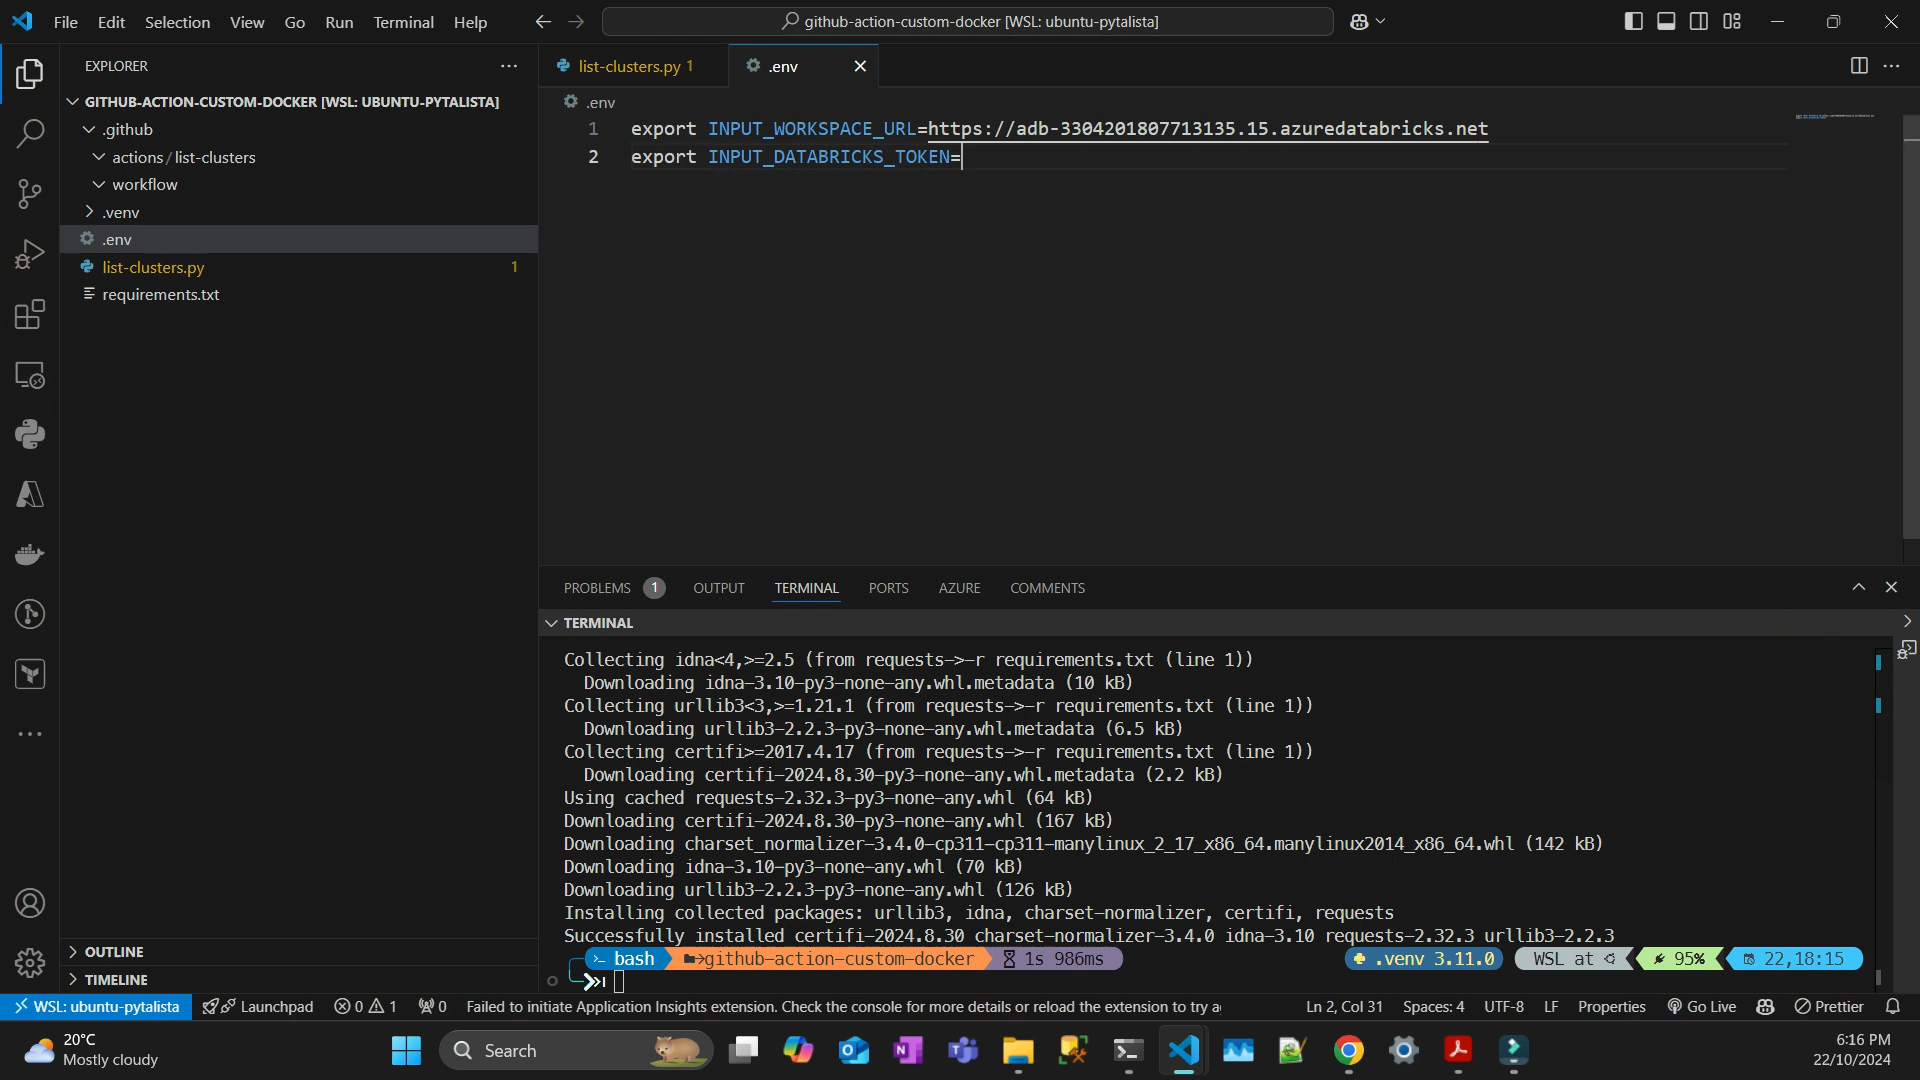 File Edit Selection View Go Run Terminal Help
github-action-custom-docker [WSL: ubuntu-pytalista]
EXPLORER
GITHUB-ACTION-CUSTOM-DOCKER [WSL: UBUNTU-PYTALISTA]
.github
actions / list-clusters
workflow
.venv
.env
list-clusters.py 1
requirements.txt
OUTLINE
TIMELINE
list-clusters.py 1
.env
.env
1 export INPUT_WORKSPACE_URL=https://adb-3304201807713135.15.azuredatabricks.net
2 export INPUT_DATABRICKS_TOKEN=
PROBLEMS 1 OUTPUT TERMINAL PORTS AZURE COMMENTS
TERMINAL
Collecting idna<4,>=2.5 (from requests->-r requirements.txt (line 1))
Downloading idna-3.10-py3-none-any.whl.metadata (10 kB)
Collecting urllib3<3,>=1.21.1 (from requests->-r requirements.txt (line 1))
Downloading urllib3-2.2.3-py3-none-any.whl.metadata (6.5 kB)
Collecting certifi>=2017.4.17 (from requests->-r requirements.txt (line 1))
Downloading certifi-2024.8.30-py3-none-any.whl.metadata (2.2 kB)
Using cached requests-2.32.3-py3-none-any.whl (64 kB)
Downloading certifi-2024.8.30-py3-none-any.whl (167 kB)
Downloading charset_normalizer-3.4.0-cp311-cp311-manylinux_2_17_x86_64.manylinux2014_x86_64.whl (142 kB)
Downloading idna-3.10-py3-none-any.whl (70 kB)
Downloading urllib3-2.2.3-py3-none-any.whl (126 kB)
Installing collected packages: urllib3, idna, charset-normalizer, certifi, requests
Successfully installed certifi-2024.8.30 charset-normalizer-3.4.0 idna-3.10 requests-2.32.3 urllib3-2.2.3
bash github-action-custom-docker 1s 986ms .venv 3.11.0 WSL at 95% 22,18:15
WSL: ubuntu-pytalista Launchpad 0 1 0 Failed to initiate Application Insights extension. Check the console for more details or reload the extension to try a Ln 2, Col 31 Spaces: 4 UTF-8 LF Properties Go Live Prettier
20°C
Mostly cloudy
Search
6:16 PM
22/10/2024